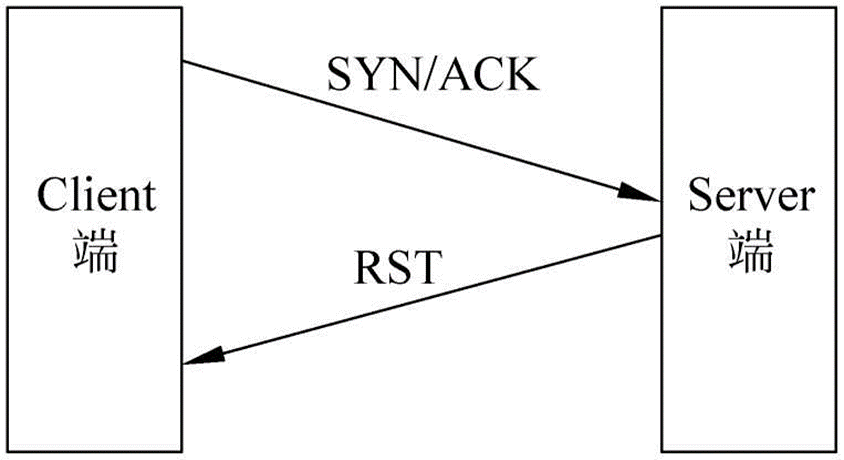 SYN/ACK
Client
端
Server
端
RST